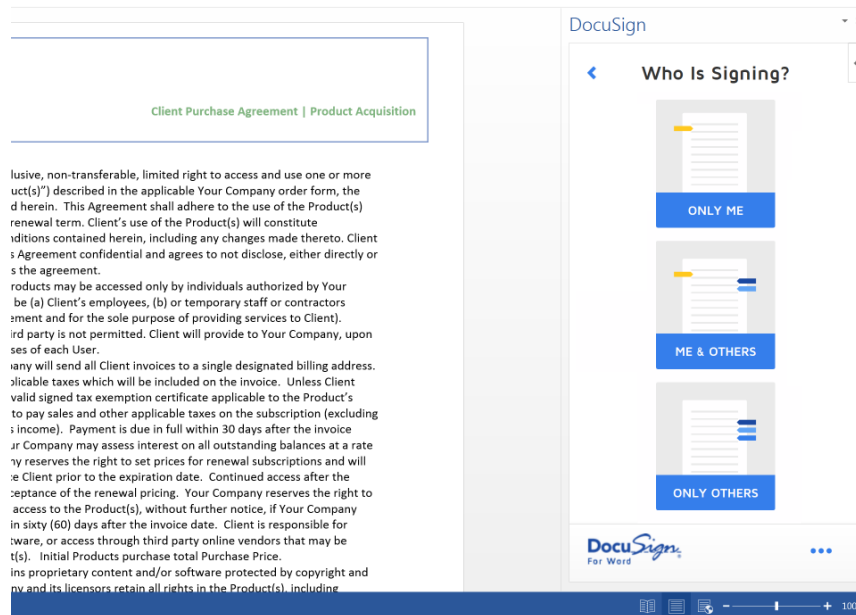 DocuSign
Who Is Signing?
Client Purchase Agreement | Product Acquisition
lusive, non-transferable, limited right to access and use one or more
uct(s)”) described in the applicable Your Company order form, the
d herein.  This Agreement shall adhere to the use of the Product(s)
renewal term. Client’s use of the Product(s) will constitute
nditions contained herein, including any changes made thereto. Client
s Agreement confidential and agrees to not disclose, either directly or
s the agreement.
roducts may be accessed only by individuals authorized by Your
be (a) Client’s employees, (b) or temporary staff or contractors
ement and for the sole purpose of providing services to Client).
ird party is not permitted. Client will provide to Your Company, upon
ses of each User.
any will send all Client invoices to a single designated billing address.
plicable taxes which will be included on the invoice.  Unless Client
valid signed tax exemption certificate applicable to the Product’s
to pay sales and other applicable taxes on the subscription (excluding
s income).  Payment is due in full within 30 days after the invoice
ur Company may assess interest on all outstanding balances at a rate
ny reserves the right to set prices for renewal subscriptions and will
e Client prior to the expiration date.  Continued access after the
ceptance of the renewal pricing.  Your Company reserves the right to
access to the Product(s), without further notice, if Your Company
in sixty (60) days after the invoice date.  Client is responsible for
tware, or access through third party online vendors that may be
t(s).   Initial Products purchase total Purchase Price.
ins proprietary content and/or software protected by copyright and
ny and its licensors retain all rights in the Product(s), including
ONLY ME
ME & OTHERS
ONLY OTHERS
DocuSign
For Word
100